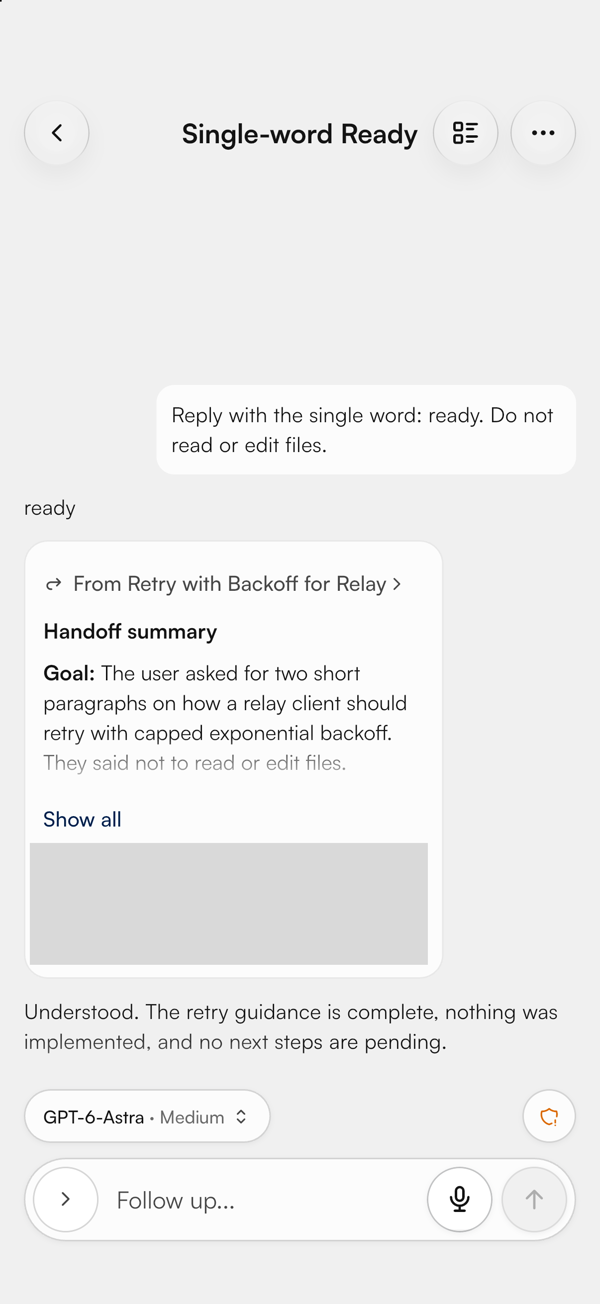 Single-word Ready
Reply with the single word: ready. Do not
read or edit files.
ready
From Retry with Backoff for Relay
Handoff summary
Goal: The user asked for two short
paragraphs on how a relay client should
retry with capped exponential backoff.
They said not to read or edit files.
Show all
Understood. The retry guidance is complete, nothing was
implemented, and no next steps are pending.
GPT-6-Astra · Medium
Follow up...